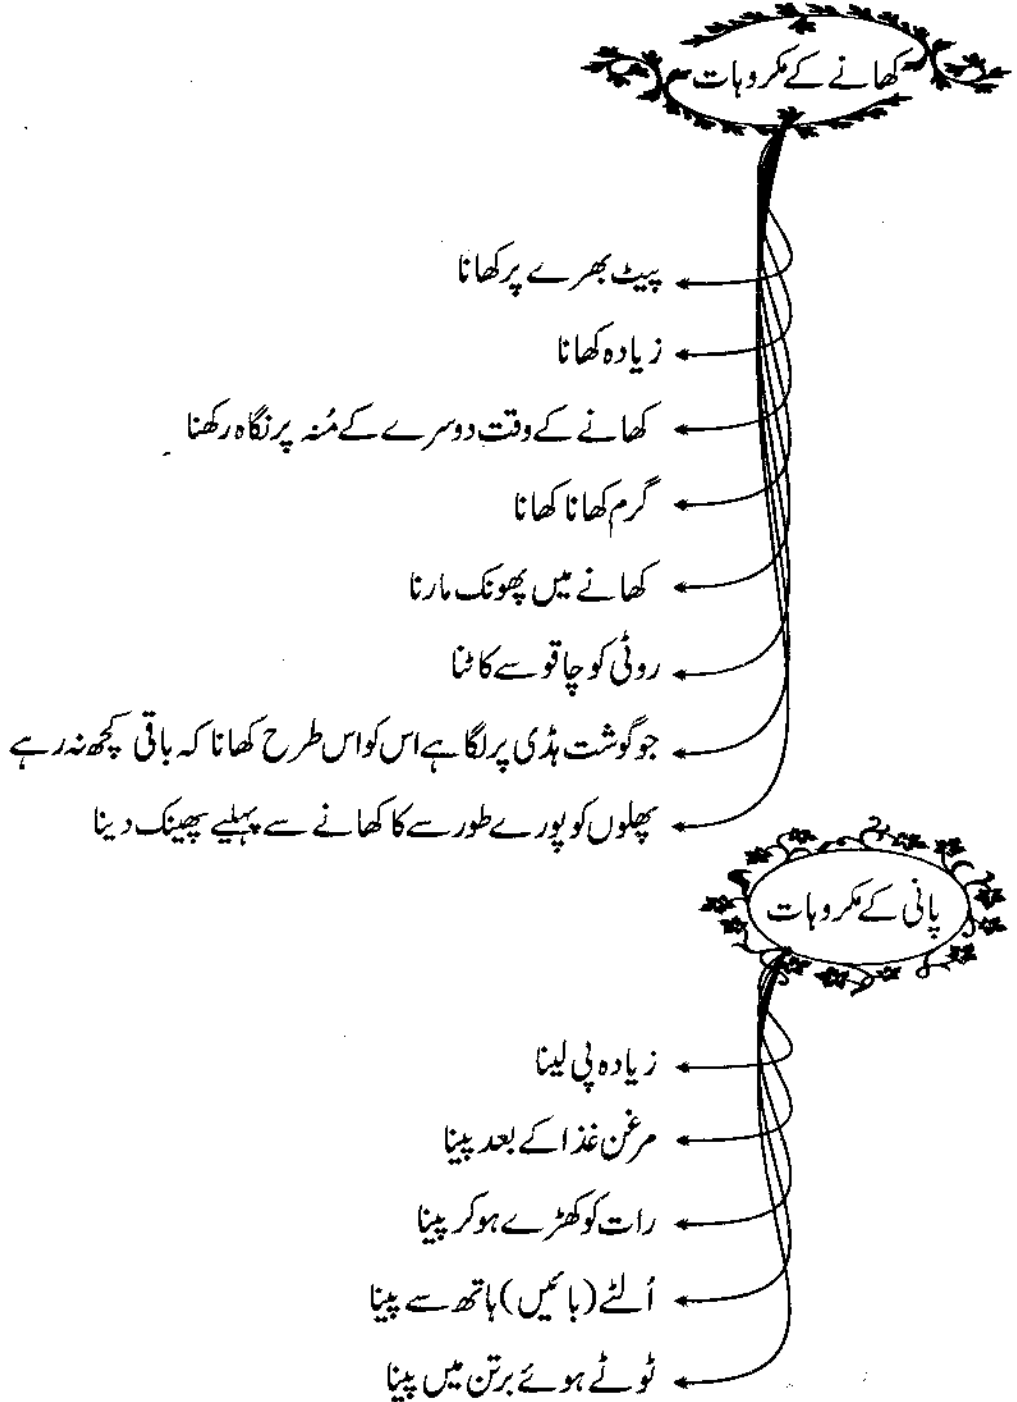 کھانے کے مکروہات
پیٹ بھرے پر کھانا
زیادہ کھانا
کھانے کے وقت دوسرے کے مُنہ پر نگاہ رکھنا
گرم کھانا کھانا
کھانے میں پھونک مارنا
روٹی کو چاقو سے کاٹنا
جو گوشت ہڈی پر لگا ہے اس کو اس طرح کھانا کہ باقی کچھ نہ رہے
پھلوں کو پورے طور سے کا کھانے سے پہلیے پھینک دینا
پانی کے مکروہات
زیادہ پی لینا
مرغن غذا کے بعد پینا
رات کو کھڑے ہو کر پینا
اُلٹے (بائیں) ہاتھ سے پینا
ٹوٹے ہوئے برتن میں پینا